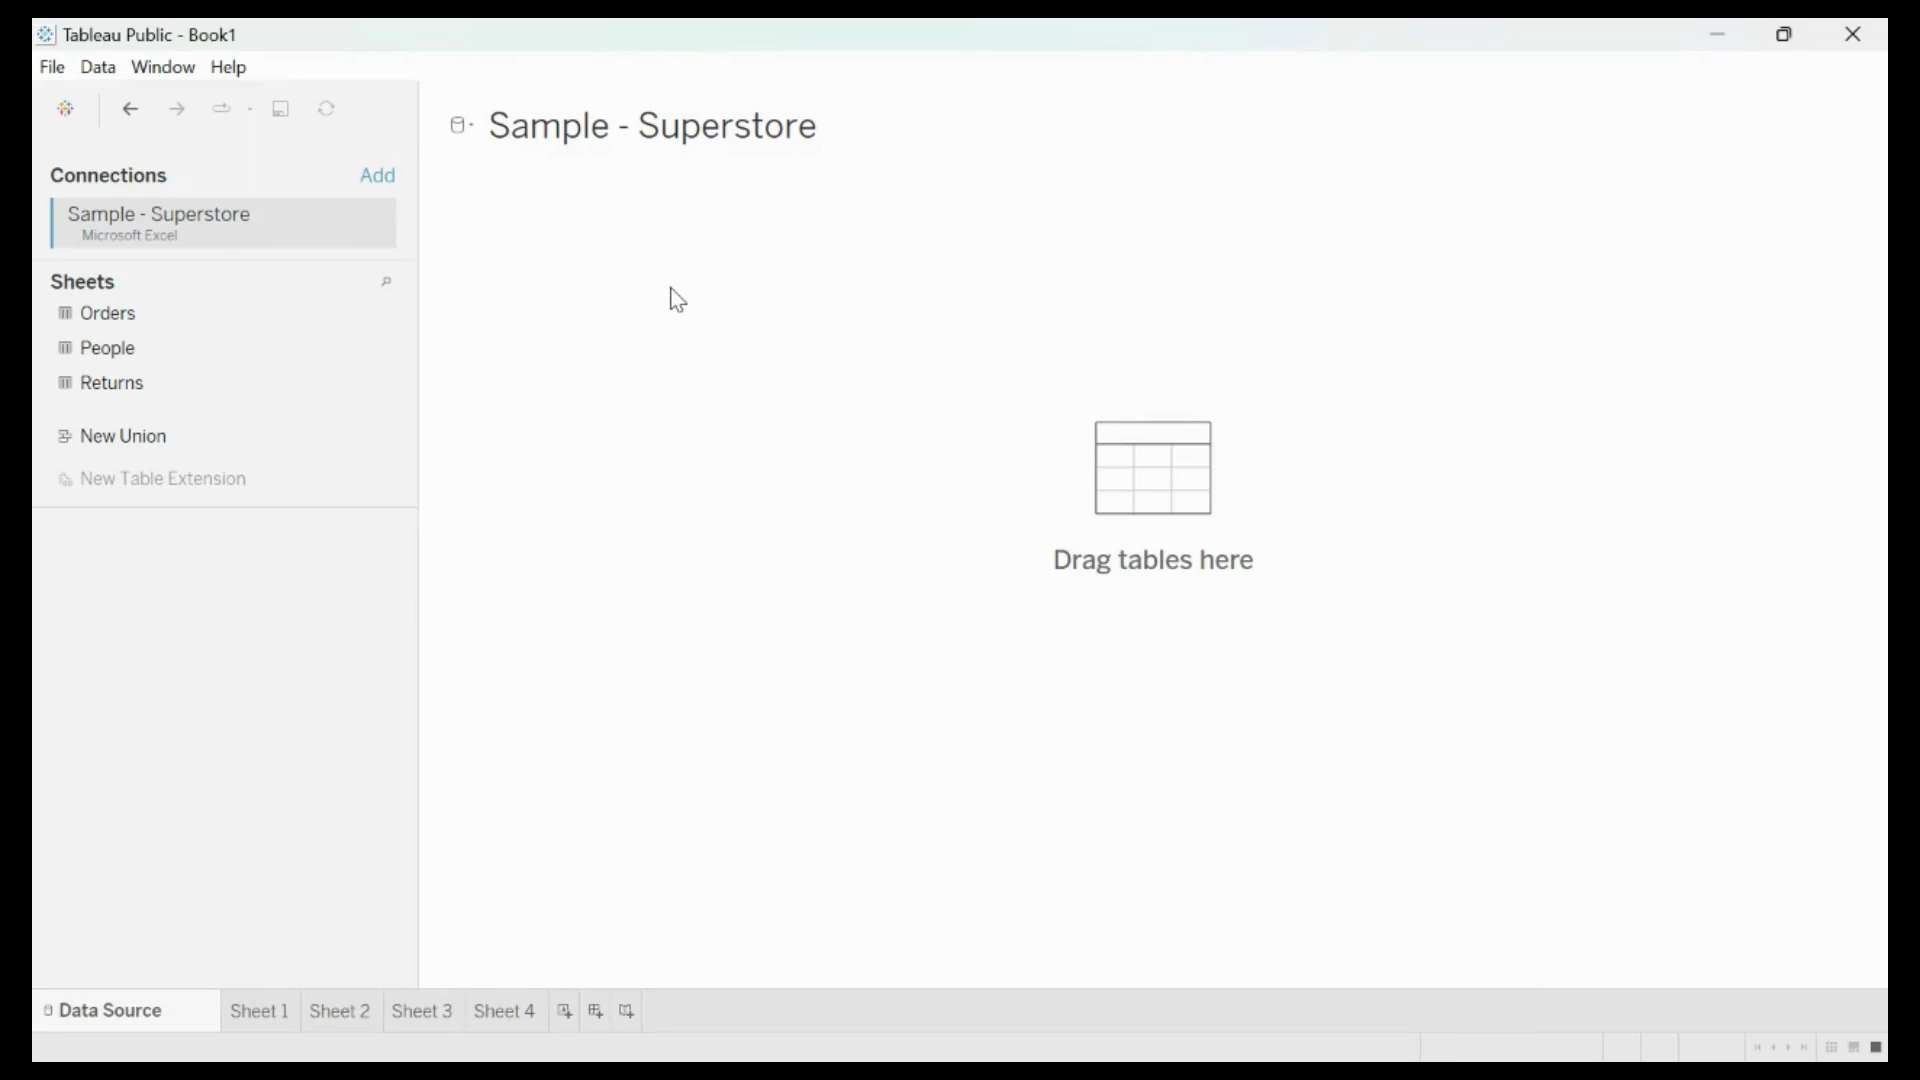 Tableau Public - Book1
File Data Window Help
Sample - Superstore
Connections Add
Sample - Superstore
Microsoft Excel
Sheets
Orders
People
Returns
New Union
New Table Extension
Drag tables here
Data Source Sheet 1 Sheet 2 Sheet 3 Sheet 4